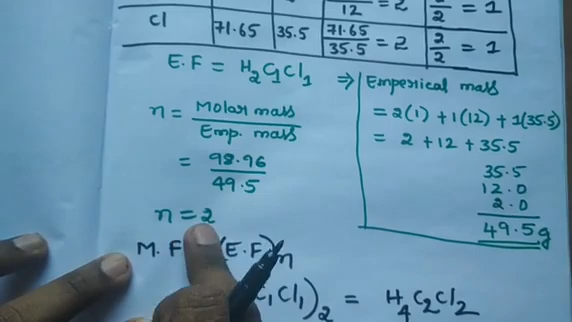 12 = 2 2/2 = 1
Cl 71.65 35.5 71.65/35.5 = 2 2/2 = 1
E.F = H2C1Cl1 ⇒ Emperical mass
= 2(1) + 1(12) + 1(35.5)
= 2 + 12 + 35.5
35.5
12.0
2.0
49.5g
n = Molar mass / Emp. mass
= 98.96 / 49.5
n = 2
M.F (E.F)n
C1Cl1)2 = H4C2Cl2